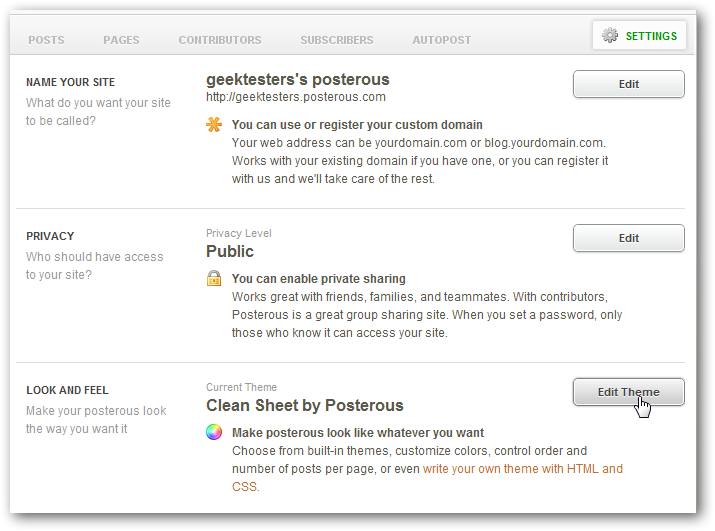 POSTS PAGES CONTRIBUTORS SUBSCRIBERS AUTOPOST SETTINGS
NAME YOUR SITE
What do you want your site
to be called?
geektesters's posterous
http://geektesters.posterous.com
Edit
You can use or register your custom domain
Your web address can be yourdomain.com or blog.yourdomain.com.
Works with your existing domain if you have one, or you can register it
with us and we'll take care of the rest.
PRIVACY
Who should have access
to your site?
Privacy Level
Public
Edit
You can enable private sharing
Works great with friends, families, and teammates. With contributors,
Posterous is a great group sharing site. When you set a password, only
those who know it can access your site.
LOOK AND FEEL
Make your posterous look
the way you want it
Current Theme
Clean Sheet by Posterous
Edit Theme
Make posterous look like whatever you want
Choose from built-in themes, customize colors, control order and
number of posts per page, or even write your own theme with HTML and
CSS.